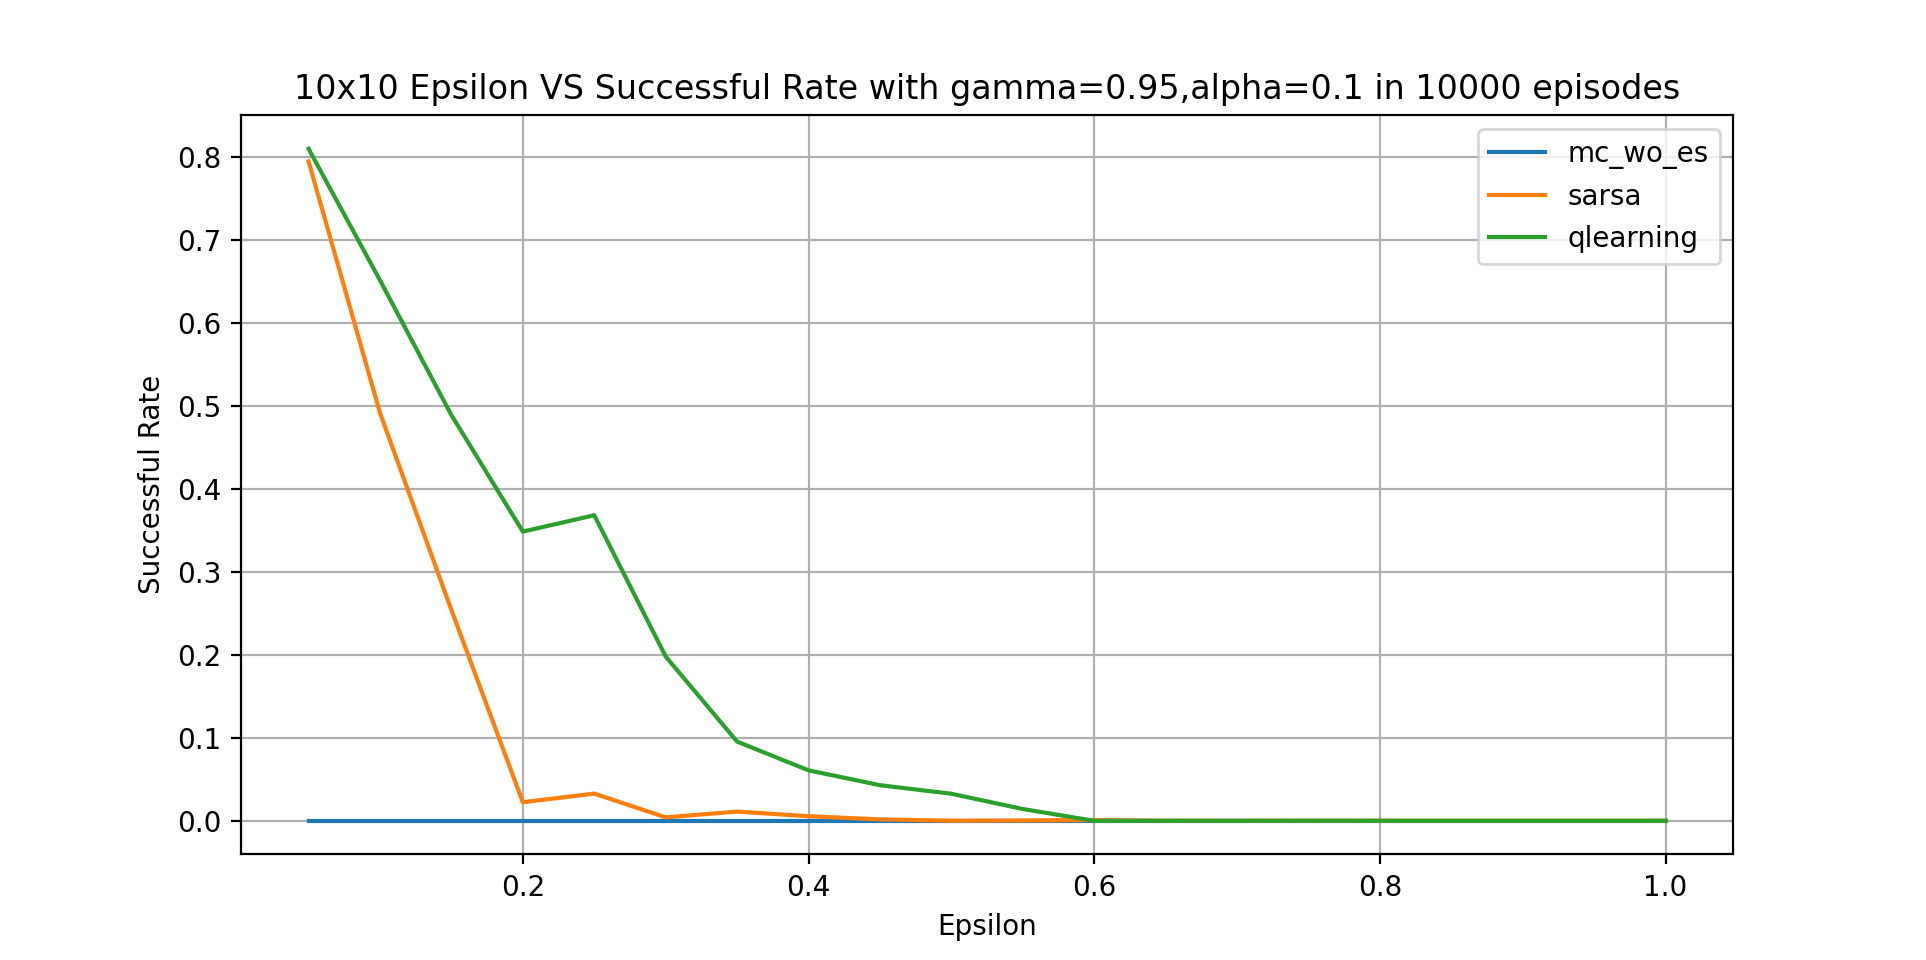 10x10 Epsilon VS Successful Rate with gamma=0.95,alpha=0.1 in 10000 episodes
mc_wo_es
sarsa
qlearning
Successful Rate
0.8
0.7
0.6
0.5
0.4
0.3
0.2
0.1
0.0
0.2 0.4 0.6 0.8 1.0
Epsilon